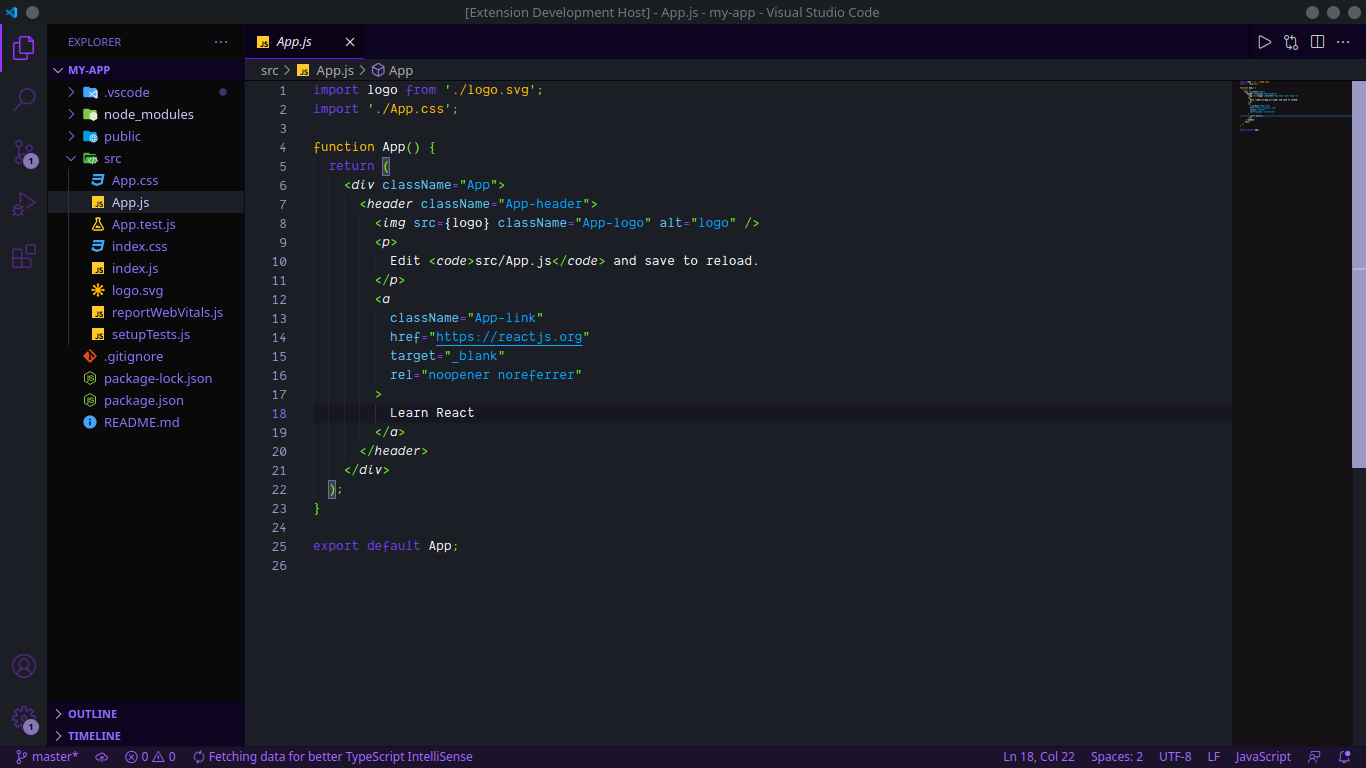 [Extension Development Host] - App.js - my-app - Visual Studio Code
EXPLORER
App.js
MY-APP
src > App.js > App
.vscode
node_modules
public
src
App.css
App.js
App.test.js
index.css
index.js
logo.svg
reportWebVitals.js
setupTests.js
.gitignore
package-lock.json
package.json
README.md
1 import logo from './logo.svg';
2 import './App.css';
3
4 function App() {
5 return (
6 <div className="App">
7 <header className="App-header">
8 <img src={logo} className="App-logo" alt="logo" />
9 <p>
10 Edit <code>src/App.js</code> and save to reload.
11 </p>
12 <a
13 className="App-link"
14 href="https://reactjs.org"
15 target="_blank"
16 rel="noopener noreferrer"
17 >
18 Learn React
19 </a>
20 </header>
21 </div>
22 );
23 }
24
25 export default App;
26
1
1
OUTLINE
TIMELINE
master* 0 0 Fetching data for better TypeScript IntelliSense Ln 18, Col 22 Spaces: 2 UTF-8 LF JavaScript